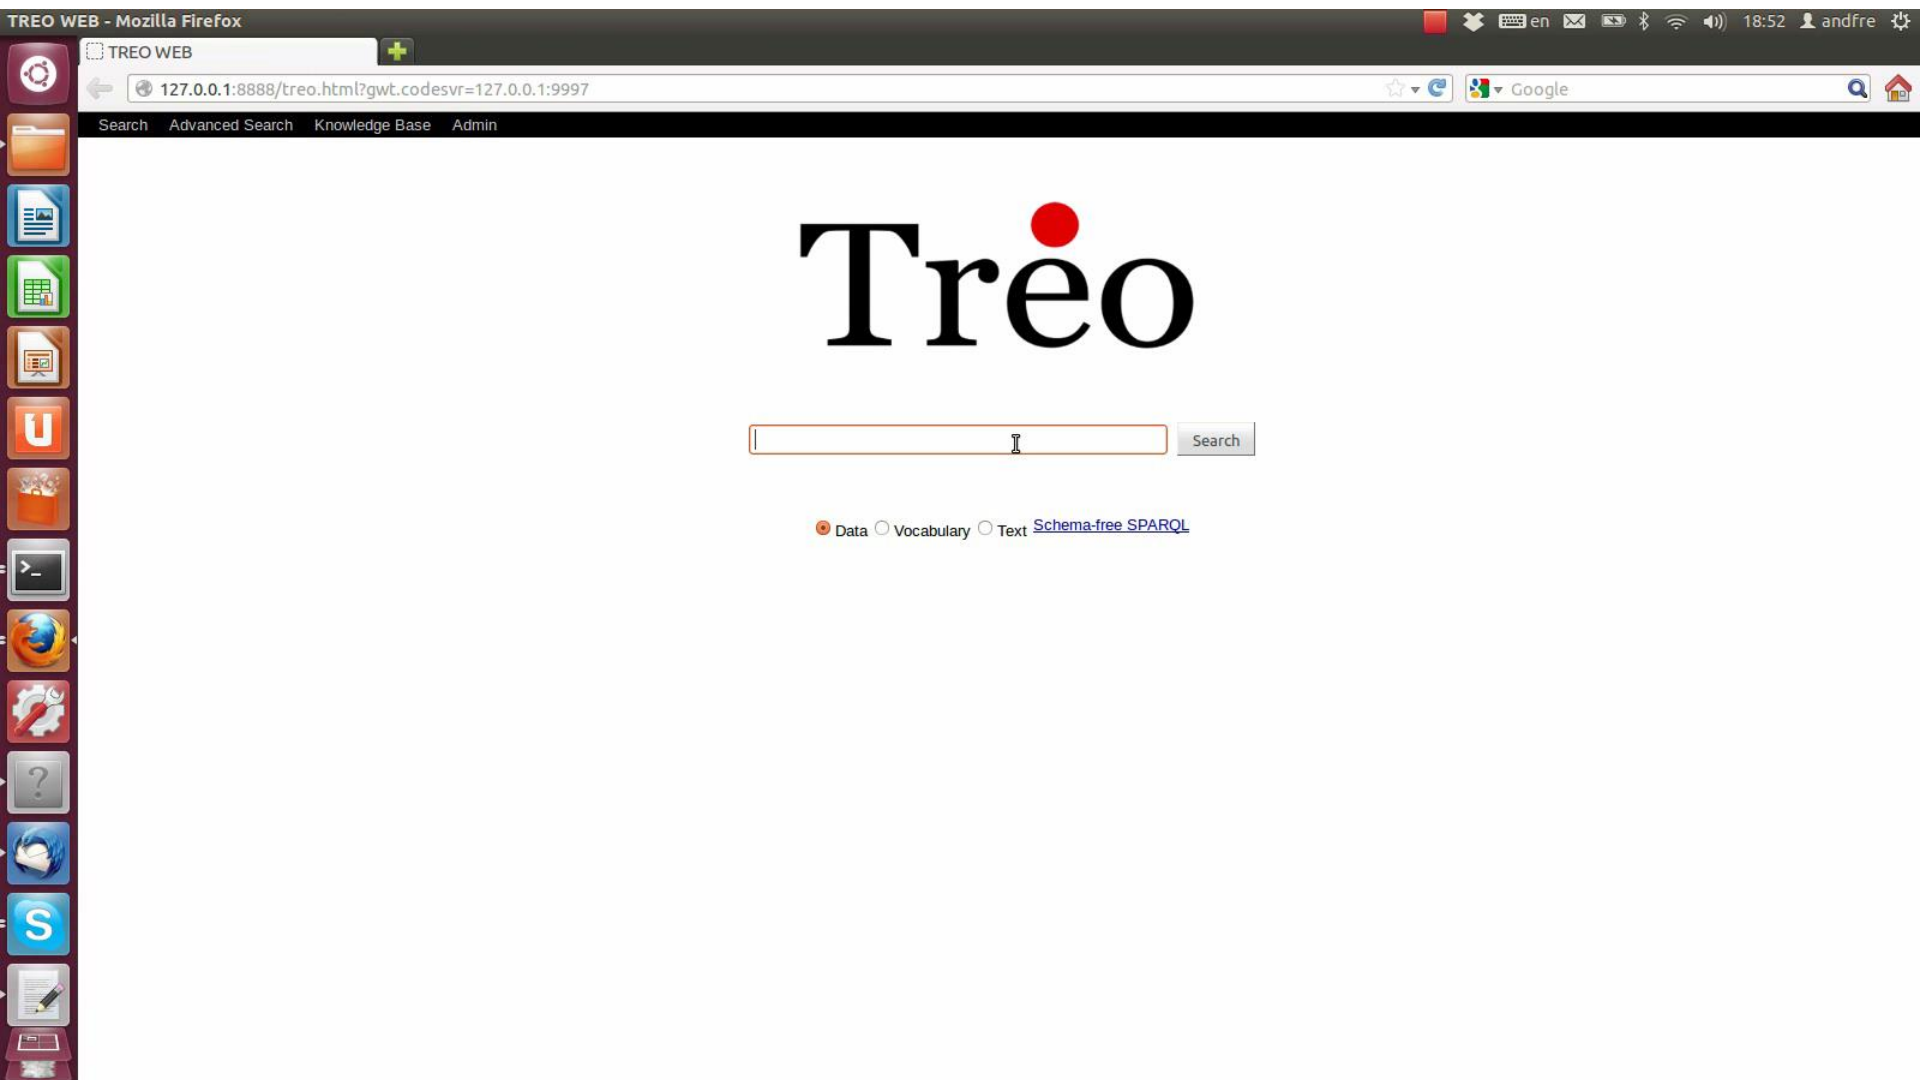 TREO WEB - Mozilla Firefox
en
18:52 andfre
TREO WEB
127.0.0.1:8888/treo.html?gwt.codesvr=127.0.0.1:9997
Google
Search Advanced Search Knowledge Base Admin
Treo
Search
Data Vocabulary Text Schema-free SPARQL